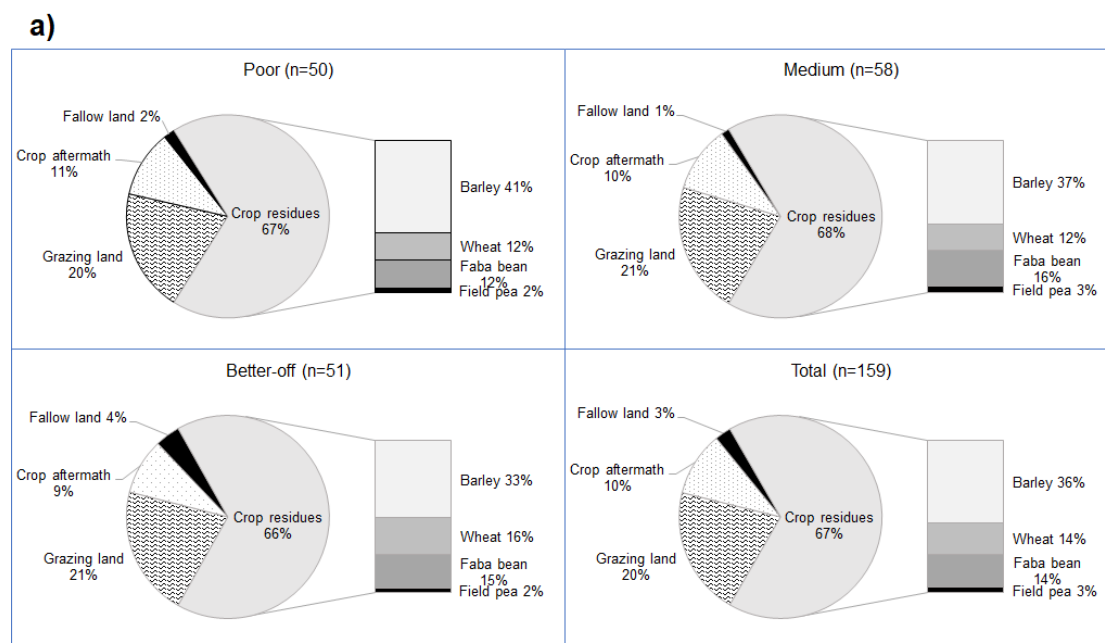 a)
Poor (n=50)
Fallow land 2%
Crop aftermath
11%
Grazing land
20%
Crop residues
67%
Barley 41%
Wheat 12%
Faba bean
12%
Field pea 2%
Medium (n=58)
Fallow land 1%
Crop aftermath
10%
Grazing land
21%
Crop residues
68%
Barley 37%
Wheat 12%
Faba bean
16%
Field pea 3%
Better-off (n=51)
Fallow land 4%
Crop aftermath
9%
Grazing land
21%
Crop residues
66%
Barley 33%
Wheat 16%
Faba bean
15%
Field pea 2%
Total (n=159)
Fallow land 3%
Crop aftermath
10%
Grazing land
20%
Crop residues
67%
Barley 36%
Wheat 14%
Faba bean
14%
Field pea 3%